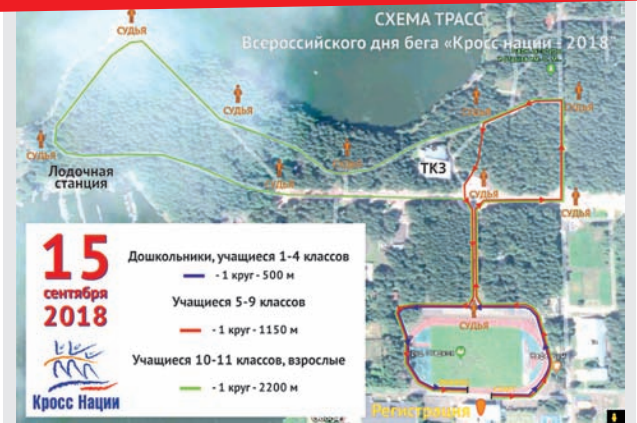 СХЕМА ТРАСС
Всероссийского дня бега «Кросс нации - 2018
СУДЬЯ
СУДЬЯ
СУДЬЯ
СУДЬЯ
СУДЬЯ
СУДЬЯ
Лодочная
станция
ТКЗ
СУДЬЯ
СУДЬЯ
СУДЬЯ
СУДЬЯ
15
сентября
2018
Кросс Нации
Дошкольники, учащиеся 1-4 классов
- 1 круг - 500 м
Учащиеся 5-9 классов
- 1 круг - 1150 м
Учащиеся 10-11 классов, взрослые
- 1 круг - 2200 м
Регистрация